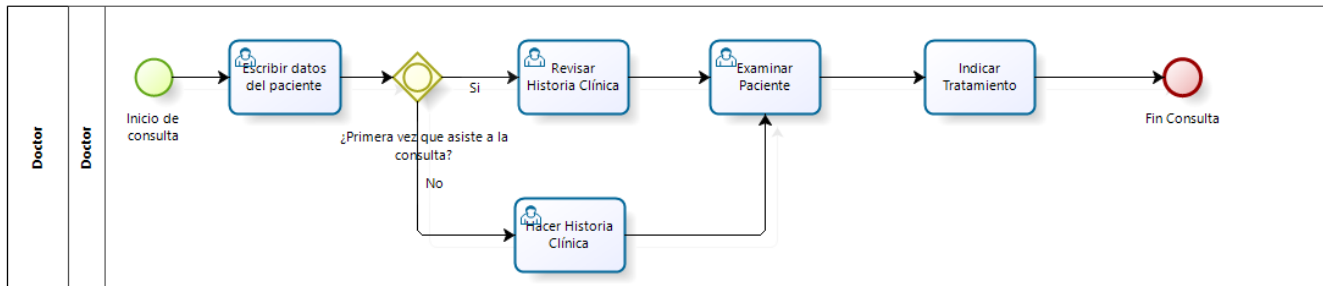 Doctor
Doctor
Inicio de
consulta
Escribir datos
del paciente
¿Primera vez que asiste a la
consulta?
Si
No
Revisar
Historia Clínica
Hacer Historia
Clínica
Examinar
Paciente
Indicar
Tratamiento
Fin Consulta